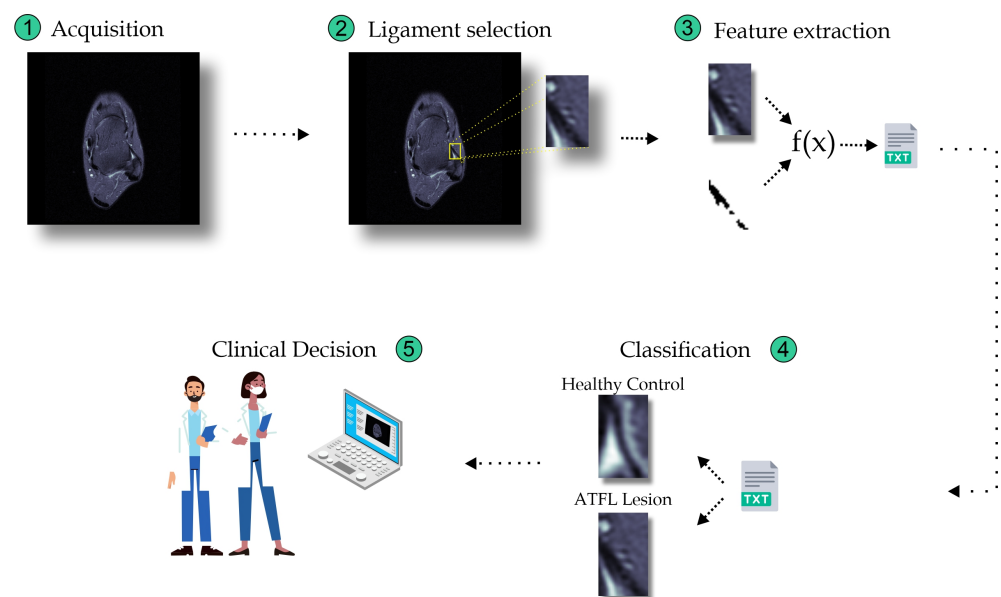 1 Acquisition
2 Ligament selection
3 Feature extraction
f(x)
TXT
Classification 4
Healthy Control
ATFL Lesion
TXT
Clinical Decision 5